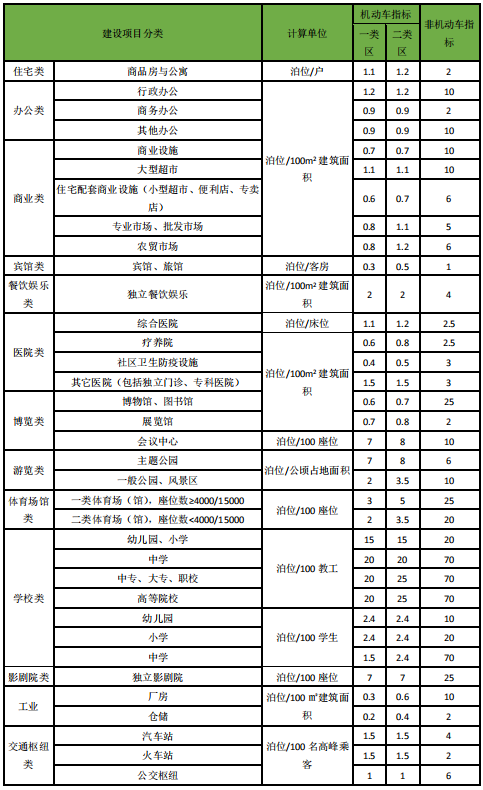 建设项目分类 计算单位 机动车指标 非机动车指标
一类区 二类区
住宅类 商品房与公寓 泊位/户 1.1 1.2 2
办公类 行政办公 泊位/100m²建筑面积 1.2 1.2 10
商务办公 0.9 0.9 2
其他办公 0.9 0.9 10
商业类 商业设施 0.7 0.7 10
大型超市 1.1 1.1 10
住宅配套商业设施（小型超市、便利店、专卖店） 0.6 0.7 6
专业市场、批发市场 0.8 1.1 5
农贸市场 0.8 1.2 6
宾馆类 宾馆、旅馆 泊位/客房 0.3 0.5 1
餐饮娱乐类 独立餐饮娱乐 泊位/100m²建筑面积 2 2 4
医院类 综合医院 泊位/床位 1.1 1.2 2.5
疗养院 泊位/100m²建筑面积 0.6 0.8 2.5
社区卫生防疫设施 0.4 0.5 3
其它医院（包括独立门诊、专科医院） 1.5 1.5 3
博览类 博物馆、图书馆 0.6 0.7 25
展览馆 0.7 0.8 2
会议中心 泊位/100座位 7 8 10
游览类 主题公园 泊位/公顷占地面积 7 8 6
一般公园、风景区 2 3.5 10
体育场馆类 一类体育场（馆），座位数≥4000/15000 泊位/100座位 3 5 25
二类体育场（馆），座位数<4000/15000 2 3.5 20
学校类 幼儿园、小学 泊位/100教工 15 15 20
中学 20 20 70
中专、大专、职校 20 25 70
高等院校 20 25 70
幼儿园 泊位/100学生 2.4 2.4 10
小学 2.4 2.4 20
中学 1.5 2.4 70
影剧院类 独立影剧院 泊位/100座位 7 7 25
工业 厂房 泊位/100㎡建筑面积 0.3 0.6 10
仓储 0.2 0.4 2
交通枢纽类 汽车站 泊位/100名高峰乘客 1.5 1.5 4
火车站 1.5 1.5 2
公交枢纽 1 1 6